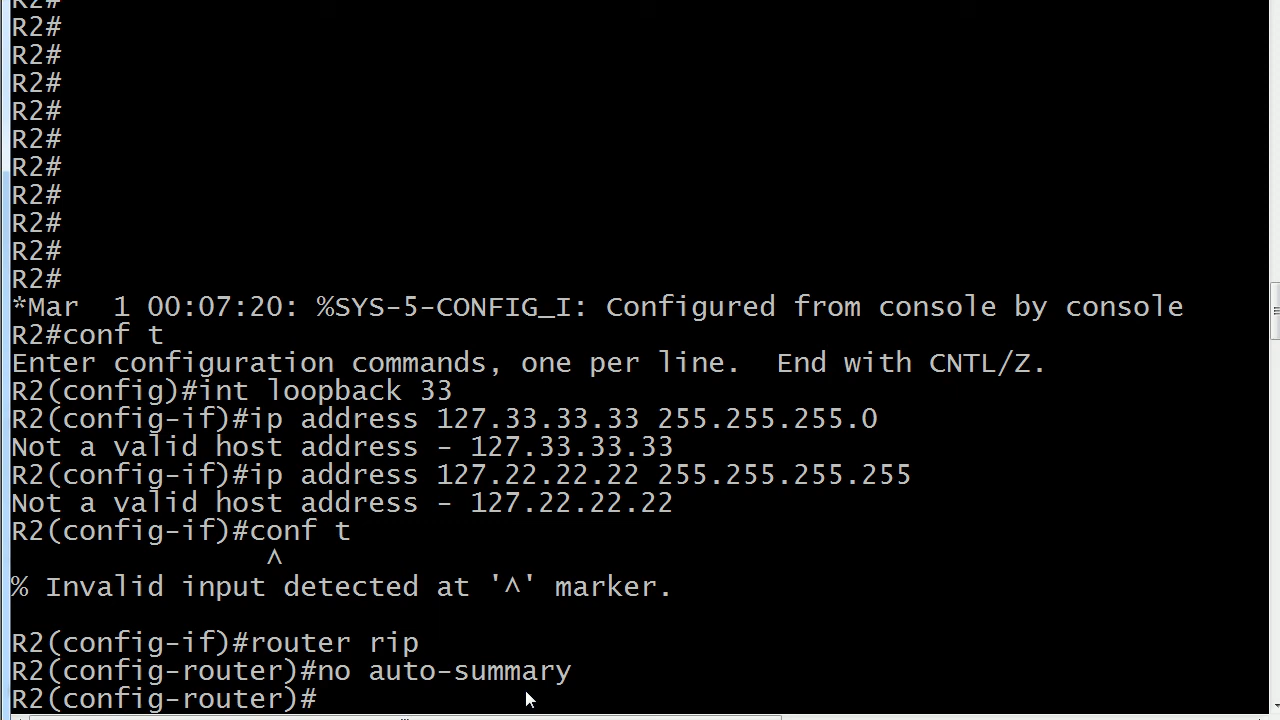 R2#
R2#
R2#
R2#
R2#
R2#
R2#
R2#
R2#
R2#
R2#
*Mar  1 00:07:20: %SYS-5-CONFIG_I: Configured from console by console
R2#conf t
Enter configuration commands, one per line.  End with CNTL/Z.
R2(config)#int loopback 33
R2(config-if)#ip address 127.33.33.33 255.255.255.0
Not a valid host address - 127.33.33.33
R2(config-if)#ip address 127.22.22.22 255.255.255.255
Not a valid host address - 127.22.22.22
R2(config-if)#conf t
^
% Invalid input detected at '^' marker.
R2(config-if)#router rip
R2(config-router)#no auto-summary
R2(config-router)#